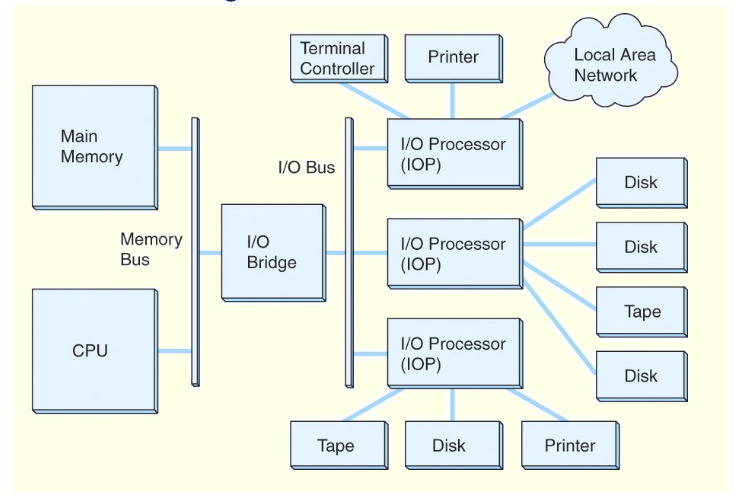 Terminal
Controller
Printer
Local Area
Network
Main
Memory
I/O Bus
I/O Processor
(IOP)
Disk
Memory
Bus
I/O
Bridge
I/O Processor
(IOP)
Disk
Tape
CPU
I/O Processor
(IOP)
Disk
Tape
Disk
Printer